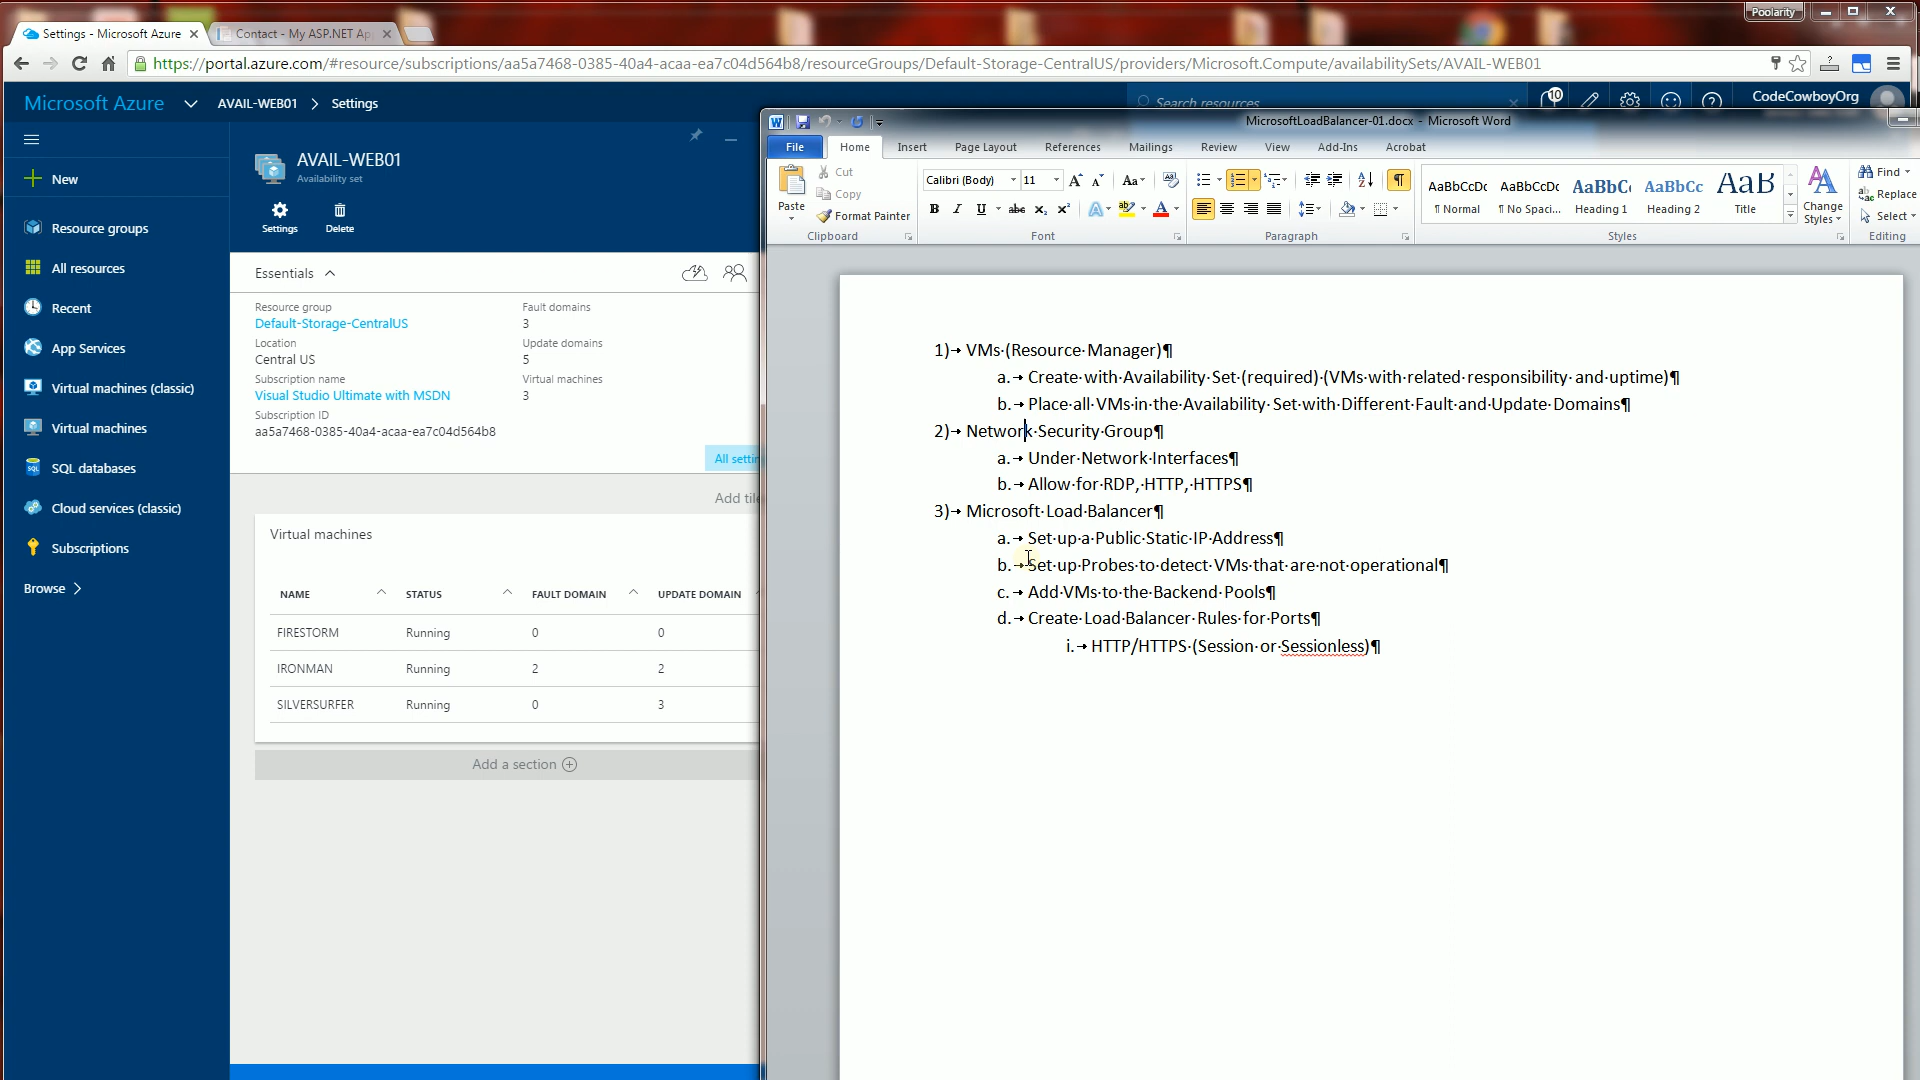 Poolarity
Settings - Microsoft Azure
Contact - My ASP.NET Ap
https://portal.azure.com/#resource/subscriptions/aa5a7468-0385-40a4-acaa-ea7c04d564b8/resourceGroups/Default-Storage-CentralUS/providers/Microsoft.Compute/availabilitySets/AVAIL-WEB01
Microsoft Azure
AVAIL-WEB01 > Settings
Search resources
10
CodeCowboyOrg
New
Resource groups
All resources
Recent
App Services
Virtual machines (classic)
Virtual machines
SQL databases
Cloud services (classic)
Subscriptions
Browse >
AVAIL-WEB01
Availability set
Settings
Delete
Essentials
Resource group
Default-Storage-CentralUS
Location
Central US
Subscription name
Visual Studio Ultimate with MSDN
Subscription ID
aa5a7468-0385-40a4-acaa-ea7c04d564b8
Fault domains
3
Update domains
5
Virtual machines
3
All settin
Add tile
Virtual machines
NAME STATUS FAULT DOMAIN UPDATE DOMAIN
FIRESTORM Running 0 0
IRONMAN Running 2 2
SILVERSURFER Running 0 3
Add a section
MicrosoftLoadBalancer-01.docx - Microsoft Word
File Home Insert Page Layout References Mailings Review View Add-Ins Acrobat
Paste
Cut
Copy
Format Painter
Clipboard
Calibri (Body) 11
Font
Paragraph
AaBbCcDc AaBbCcDc AaBbC AaBbCc AaB
¶ Normal ¶ No Spaci... Heading 1 Heading 2 Title
Change Styles
Styles
Find
Replace
Select
Editing
1)→ VMs·(Resource·Manager)¶
a.→ Create·with·Availability·Set·(required)·(VMs·with·related·responsibility·and·uptime)¶
b.→ Place·all·VMs·in·the·Availability·Set·with·Different·Fault·and·Update·Domains¶
2)→ Network·Security·Group¶
a.→ Under·Network·Interfaces¶
b.→ Allow·for·RDP,·HTTP,·HTTPS¶
3)→ Microsoft·Load·Balancer¶
a.→ Set·up·a·Public·Static·IP·Address¶
b.→ Set·up·Probes·to·detect·VMs·that·are·not·operational¶
c.→ Add·VMs·to·the·Backend·Pools¶
d.→ Create·Load·Balancer·Rules·for·Ports¶
i.→ HTTP/HTTPS·(Session·or·Sessionless)¶